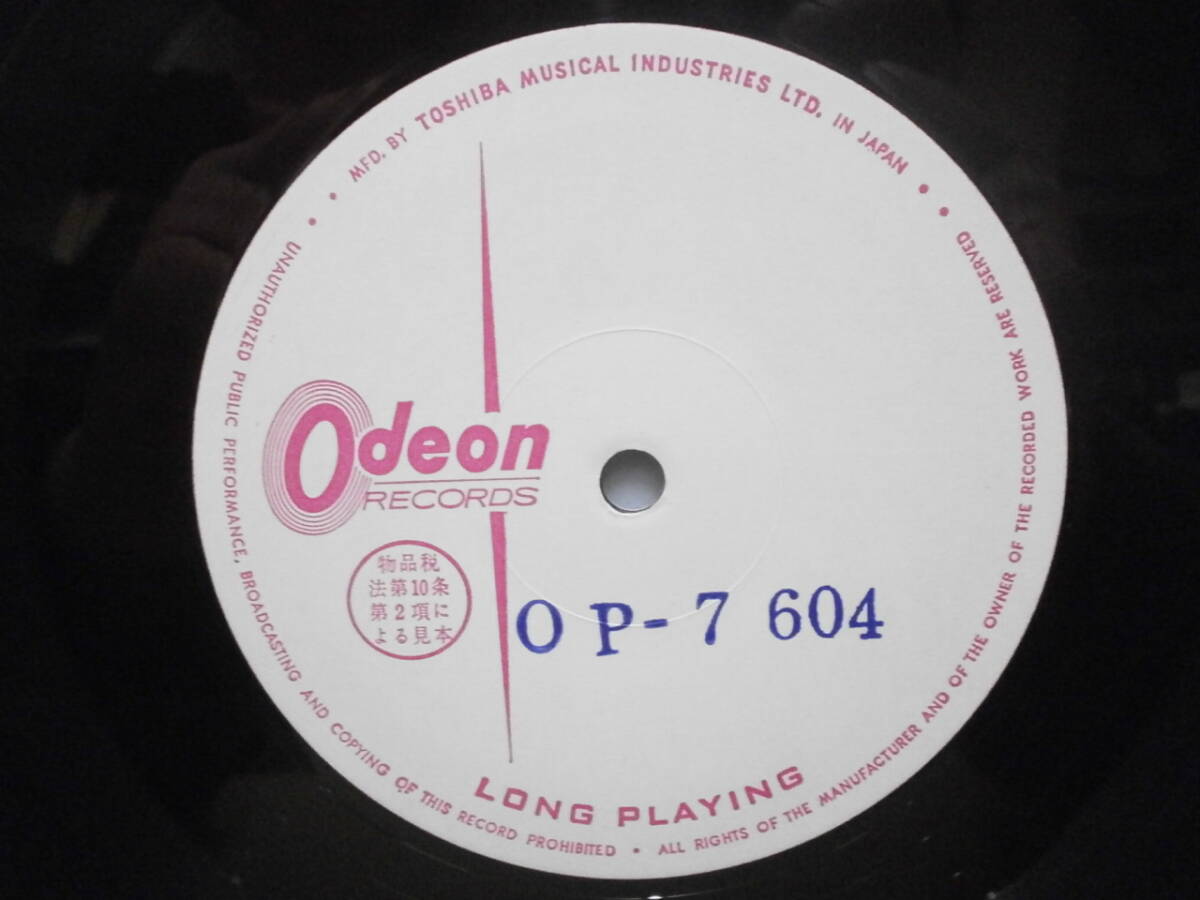 MFD. BY TOSHIBA MUSICAL INDUSTRIES LTD. IN JAPAN
Odeon
RECORDS
物品税
法第10条
第2項に
よる見本
OP-7 604
LONG PLAYING
UNAUTHORIZED PUBLIC PERFORMANCE, BROADCASTING AND COPYING OF THIS RECORD PROHIBITED • ALL RIGHTS OF THE MANUFACTURER AND OF THE OWNER OF THE RECORDED WORK ARE RESERVED